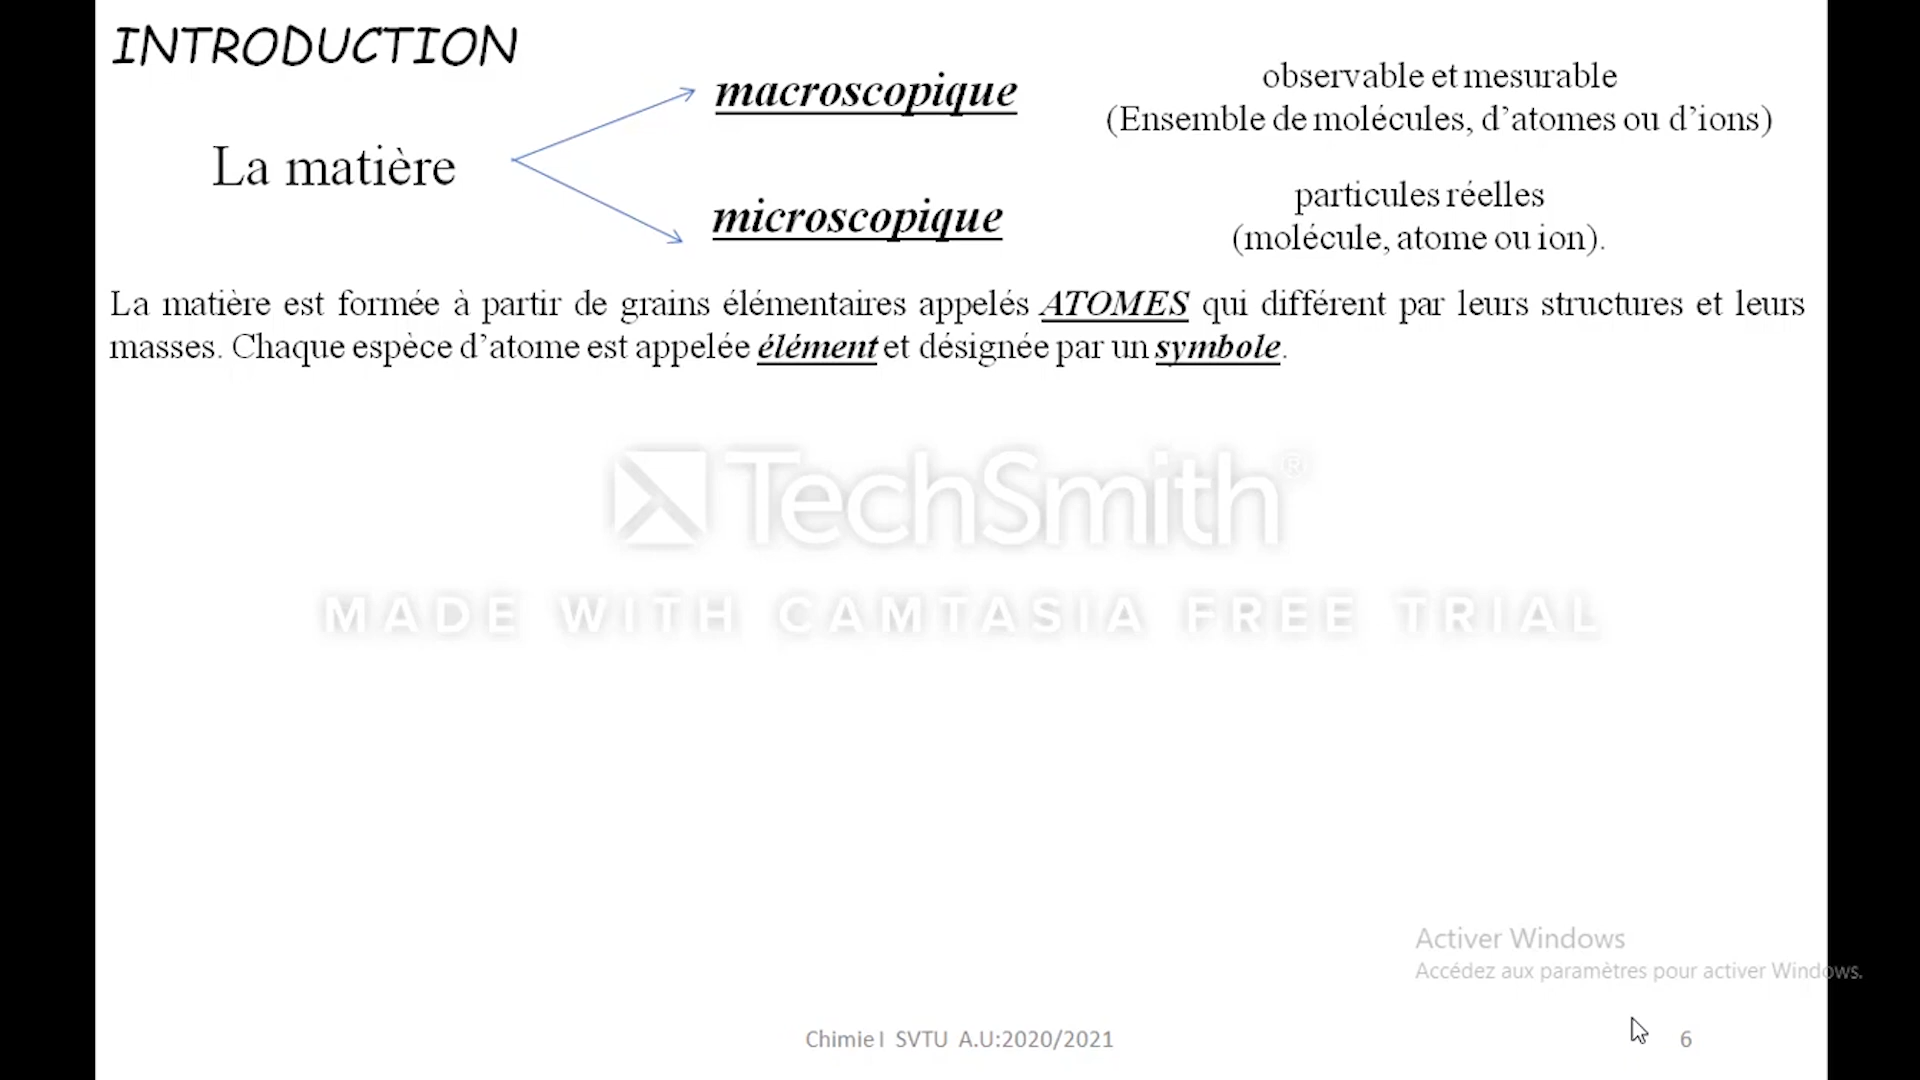 INTRODUCTION
macroscopique
observable et mesurable
(Ensemble de molécules, d’atomes ou d’ions)
La matière
microscopique
particules réelles
(molécule, atome ou ion).
La matière est formée à partir de grains élémentaires appelés ATOMES qui différent par leurs structures et leurs
masses. Chaque espèce d’atome est appelée élément et désignée par un symbole.
TechSmith®
MADE WITH CAMTASIA FREE TRIAL
Activer Windows
Accédez aux paramètres pour activer Windows.
Chimie I SVTU A.U:2020/2021
6